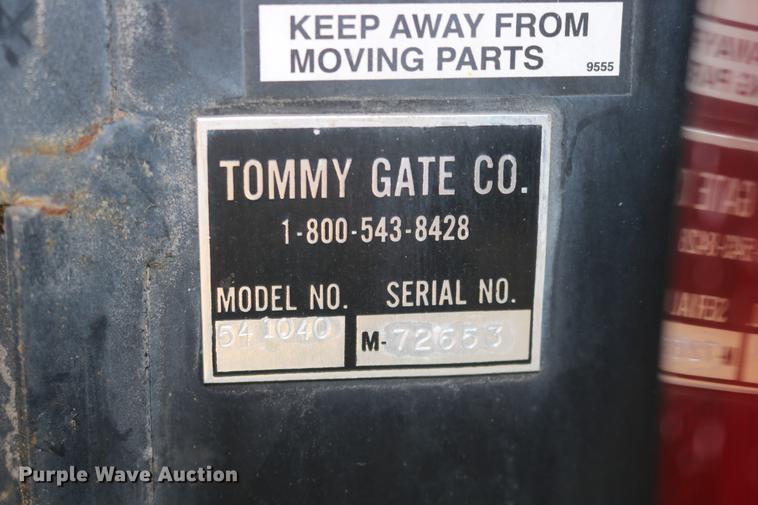 KEEP AWAY FROM
MOVING PARTS
9555
TOMMY GATE CO.
1-800-543-8428
MODEL NO. SERIAL NO.
541040 M-72653
Purple Wave Auction